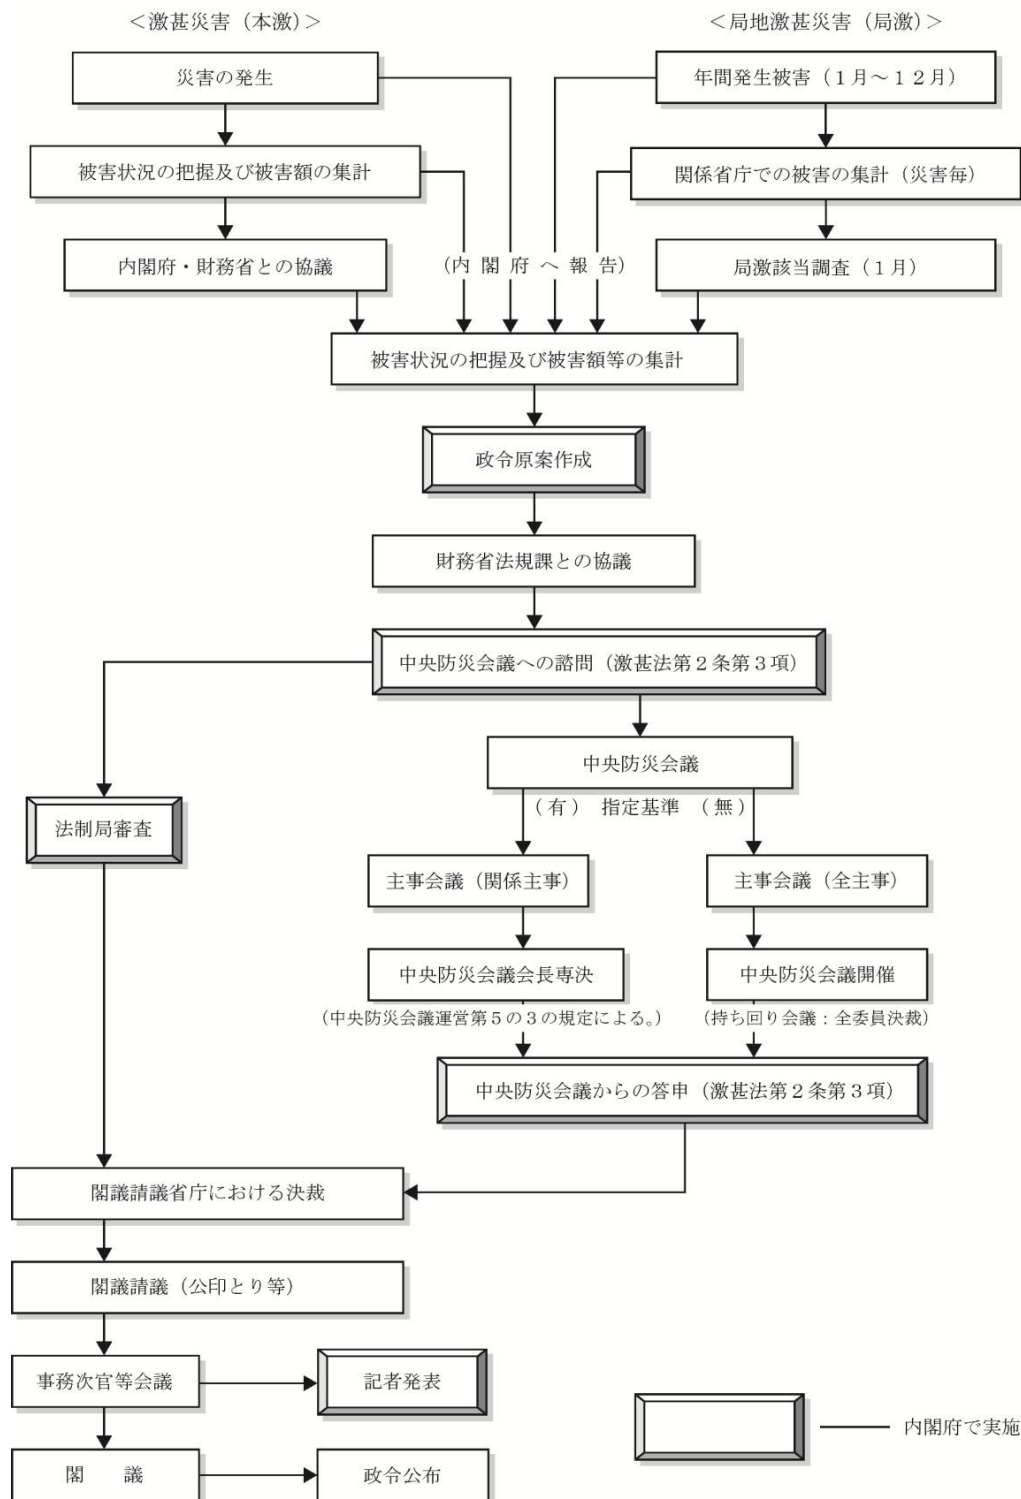 ＜激甚災害（本激）＞
＜局地激甚災害（局激）＞
災害の発生
年間発生被害（１月～１２月）
被害状況の把握及び被害額の集計
関係省庁での被害の集計（災害毎）
内閣府・財務省との協議
（内閣府へ報告）
局激該当調査（１月）
被害状況の把握及び被害額等の集計
政令原案作成
財務省法規課との協議
中央防災会議への諮問（激甚法第２条第３項）
中央防災会議
（有） 指定基準 （無）
法制局審査
主事会議（関係主事）
主事会議（全主事）
中央防災会議会長専決
中央防災会議開催
（中央防災会議運営第５の３の規定による。）
（持ち回り会議：全委員決裁）
中央防災会議からの答申（激甚法第２条第３項）
閣議請議省庁における決裁
閣議請議（公印とり等）
事務次官等会議
記者発表
内閣府で実施
閣　議
政令公布